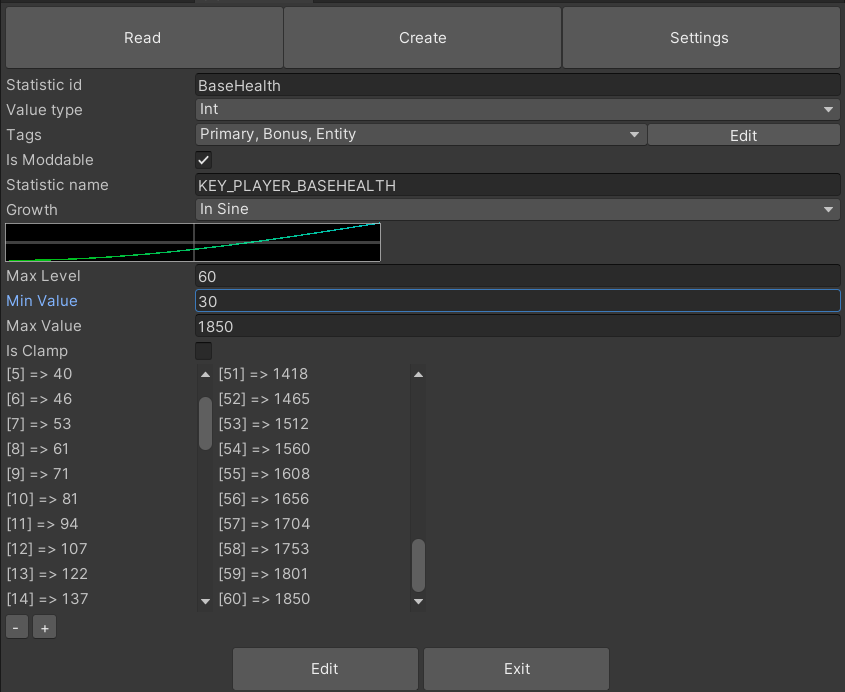 Read Create Settings
Statistic id BaseHealth
Value type Int
Tags Primary, Bonus, Entity Edit
Is Moddable
Statistic name KEY_PLAYER_BASEHEALTH
Growth In Sine
Max Level 60
Min Value 30
Max Value 1850
Is Clamp
[5] => 40 [51] => 1418
[6] => 46 [52] => 1465
[7] => 53 [53] => 1512
[8] => 61 [54] => 1560
[9] => 71 [55] => 1608
[10] => 81 [56] => 1656
[11] => 94 [57] => 1704
[12] => 107 [58] => 1753
[13] => 122 [59] => 1801
[14] => 137 [60] => 1850
- +
Edit Exit